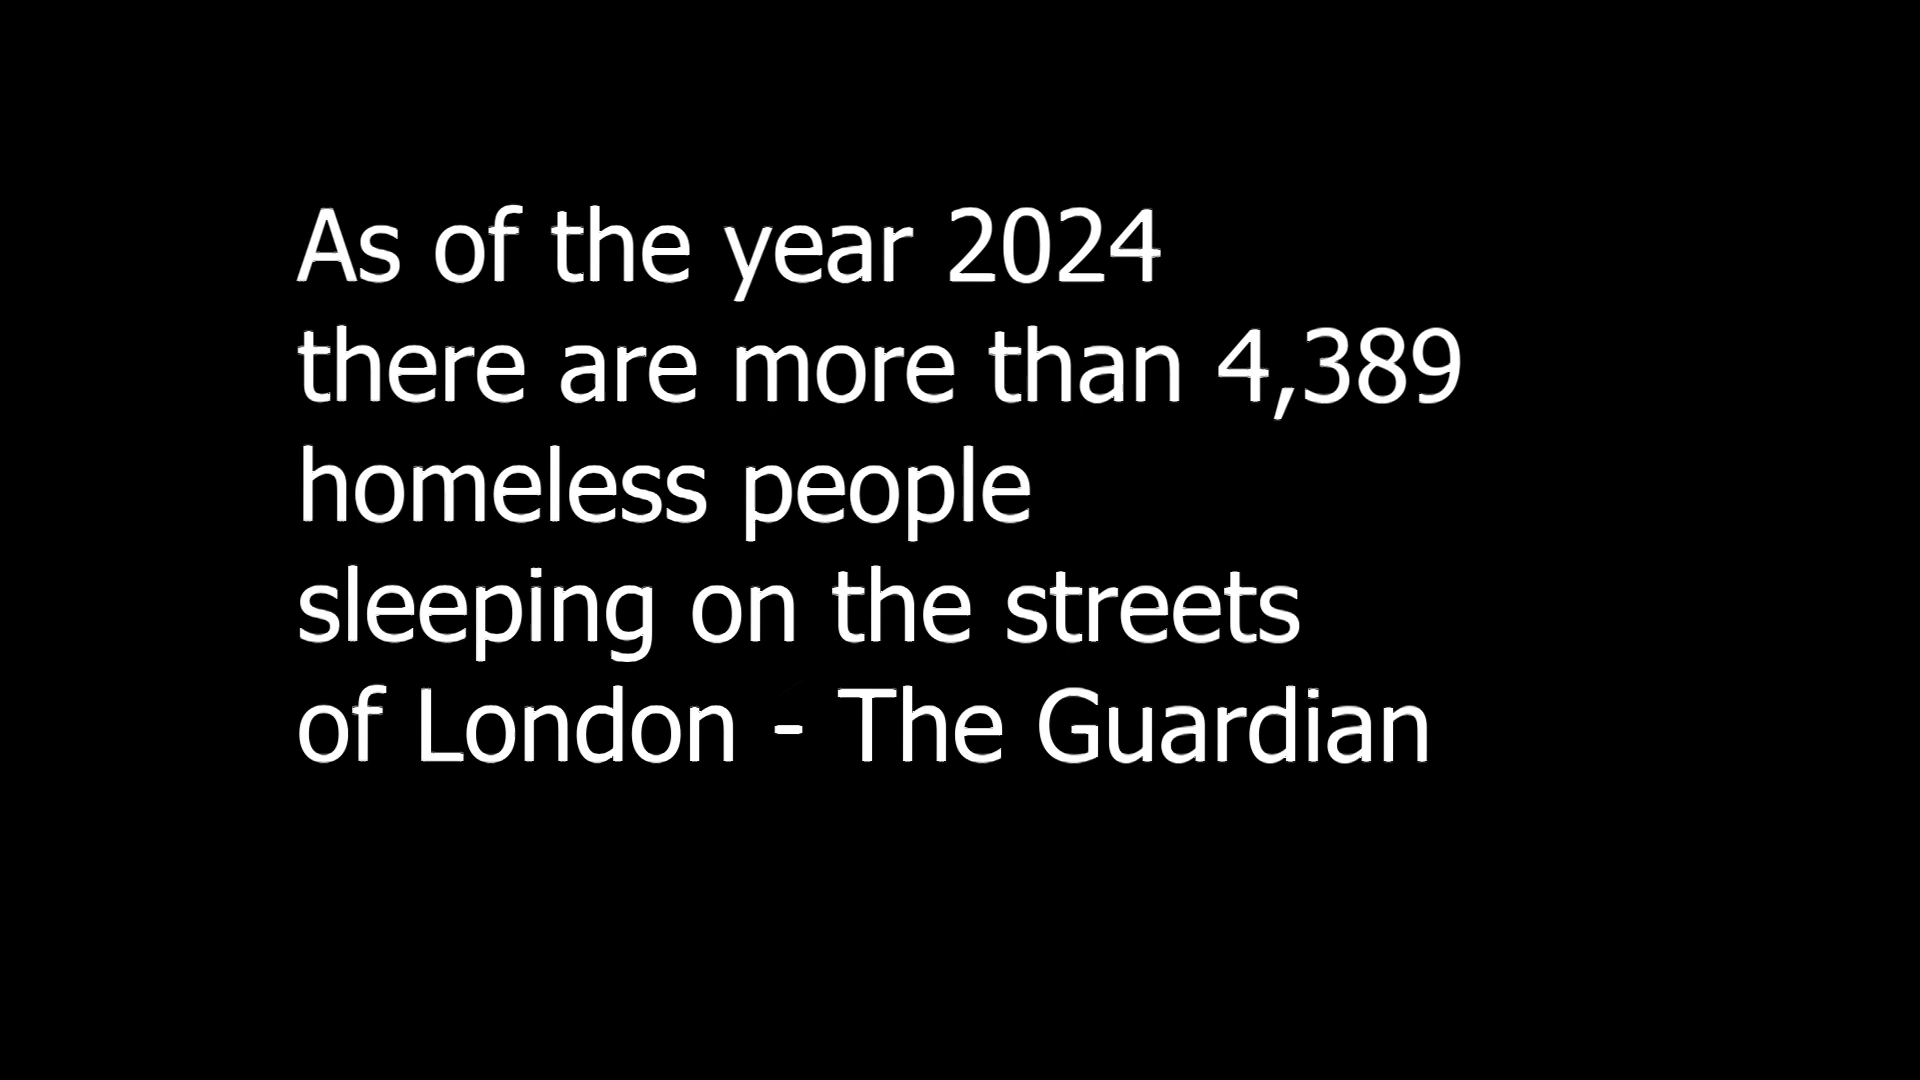 As of the year 2024
there are more than 4,389
homeless people
sleeping on the streets
of London - The Guardian